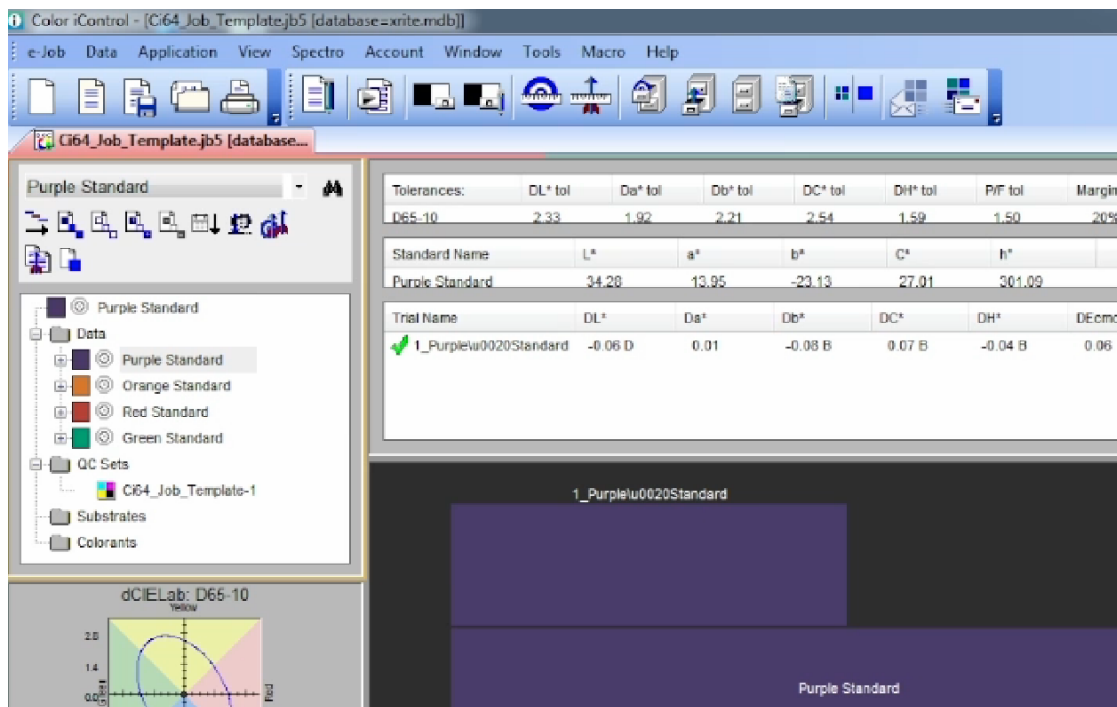 Color iControl - [Ci64_Job_Template.jb5 [database=xrite.mdb]]
e-Job Data Application View Spectro Account Window Tools Macro Help
Ci64_Job_Template.jb5 [database...
Purple Standard
Tolerances: DL* tol Da* tol Db* tol DC* tol DH* tol P/F tol Margin
D65-10 2.33 1.92 2.21 2.54 1.59 1.50 20%
Standard Name L* a* b* C* h*
Purple Standard 34.28 13.95 -23.13 27.01 301.09
Trial Name DL* Da* Db* DC* DH* DEcmc
1_Purple\u0020Standard -0.06 D 0.01 -0.08 B 0.07 B -0.04 B 0.06
Purple Standard
Data
Purple Standard
Orange Standard
Red Standard
Green Standard
QC Sets
Ci64_Job_Template-1
Substrates
Colorants
1_Purple\u0020Standard
Purple Standard
dCIELab: D65-10
Yellow
2.8
1.4
0.0
Green
Red